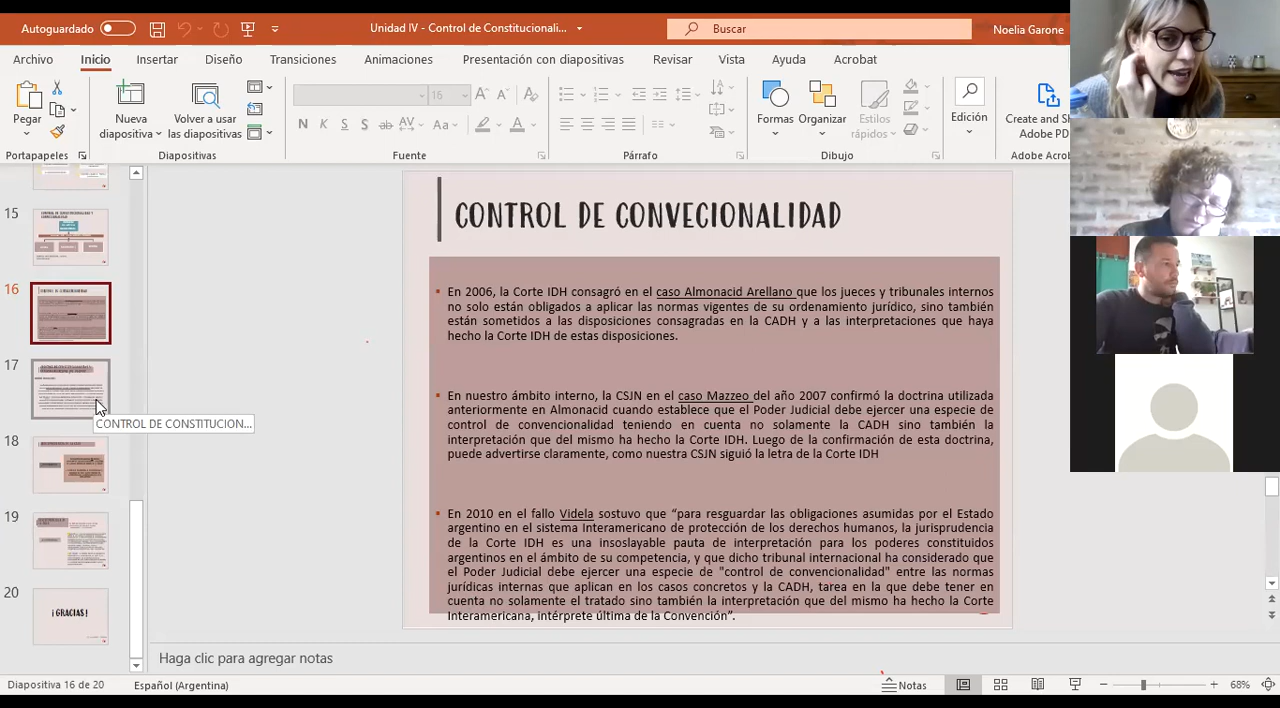 Autoguardado
Unidad IV - Control de Constitucionali...
Buscar
Noelia Garone
Archivo
Inicio
Insertar
Diseño
Transiciones
Animaciones
Presentación con diapositivas
Revisar
Vista
Ayuda
Acrobat
Pegar
Nueva
diapositiva
Volver a usar
las diapositivas
16
N K S S ab AV Aa A
Formas
Organizar
Estilos
rápidos
Edición
Create and Sh
Adobe PD
Portapapeles
Diapositivas
Fuente
Párrafo
Dibujo
Adobe Acrob
15
16
17
CONTROL DE CONSTITUCION...
18
19
20
¡GRACIAS!
CONTROL DE CONVECIONALIDAD
En 2006, la Corte IDH consagró en el caso Almonacid Arellano que los jueces y tribunales internos
no solo están obligados a aplicar las normas vigentes de su ordenamiento jurídico, sino también
están sometidos a las disposiciones consagradas en la CADH y a las interpretaciones que haya
hecho la Corte IDH de estas disposiciones.
En nuestro ámbito interno, la CSJN en el caso Mazzeo del año 2007 confirmó la doctrina utilizada
anteriormente en Almonacid cuando establece que el Poder Judicial debe ejercer una especie de
control de convencionalidad teniendo en cuenta no solamente la CADH sino también la
interpretación que del mismo ha hecho la Corte IDH. Luego de la confirmación de esta doctrina,
puede advertirse claramente, como nuestra CSJN siguió la letra de la Corte IDH
En 2010 en el fallo Videla sostuvo que “para resguardar las obligaciones asumidas por el Estado
argentino en el sistema Interamericano de protección de los derechos humanos, la jurisprudencia
de la Corte IDH es una insoslayable pauta de interpretación para los poderes constituidos
argentinos en el ámbito de su competencia, y que dicho tribunal internacional ha considerado que
el Poder Judicial debe ejercer una especie de "control de convencionalidad" entre las normas
jurídicas internas que aplican en los casos concretos y la CADH, tarea en la que debe tener en
cuenta no solamente el tratado sino también la interpretación que del mismo ha hecho la Corte
Interamericana, intérprete última de la Convención”.
Haga clic para agregar notas
Diapositiva 16 de 20
Español (Argentina)
Notas
68%